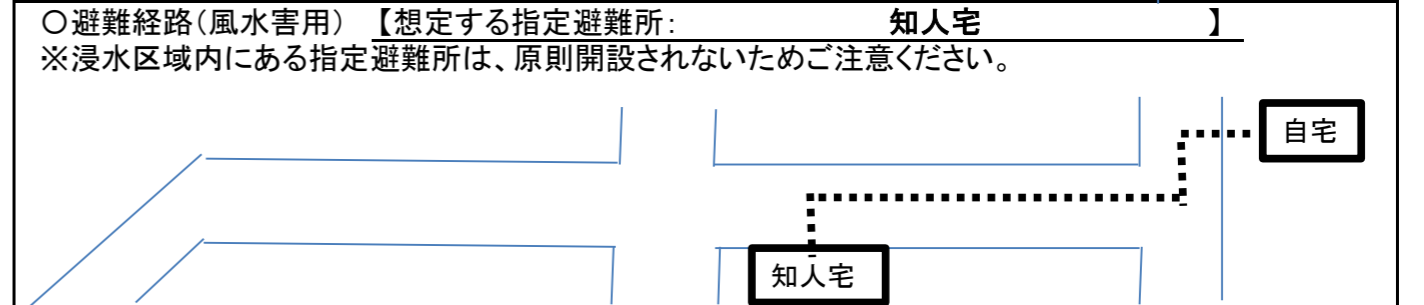 〇避難経路(風水害用) 【想定する指定避難所: 知人宅 】
※浸水区域内にある指定避難所は、原則開設されないためご注意ください。
自宅
知人宅